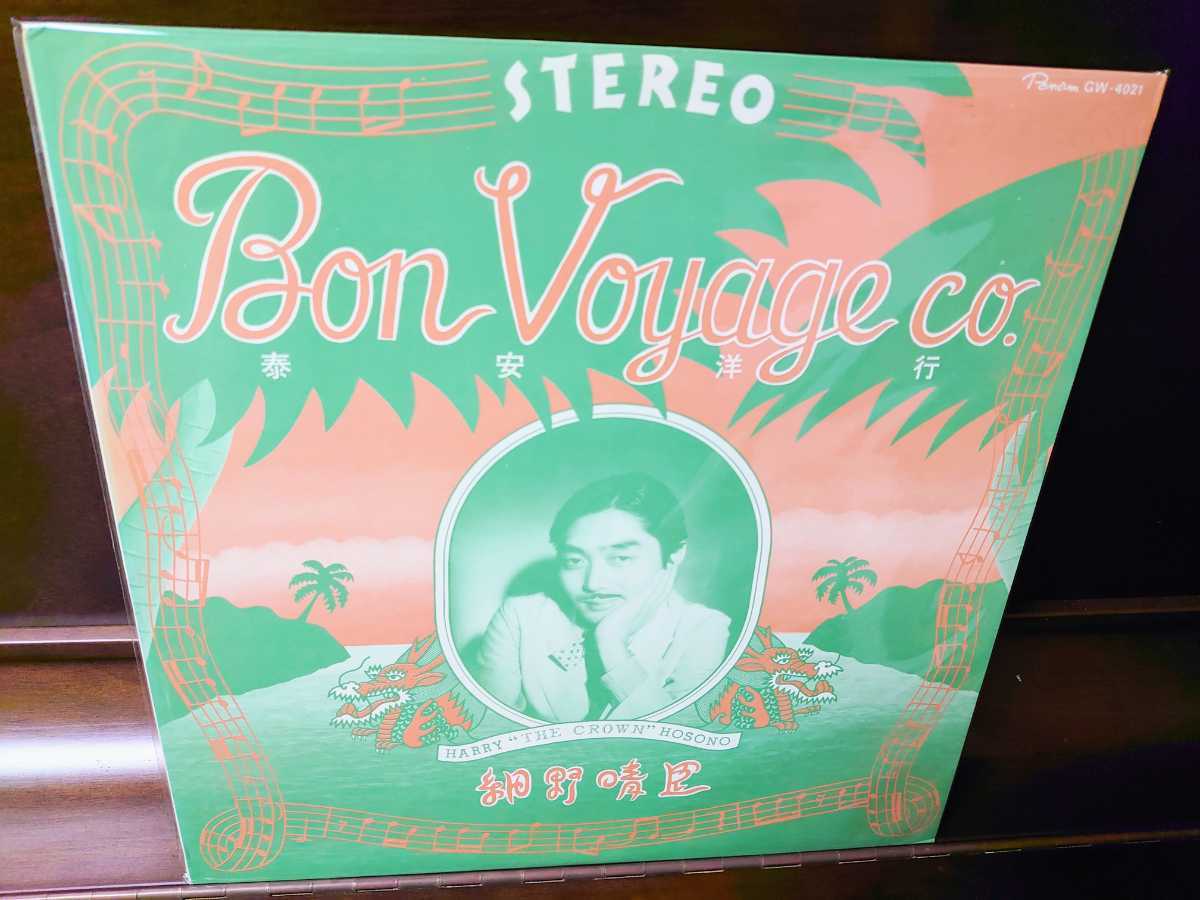 STEREO
Panam GW-4021
Bon Voyage co.
泰安洋行
HARRY "THE CROWN" HOSONO
細野晴臣